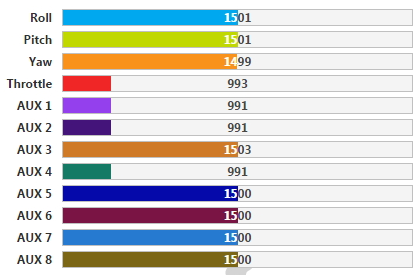 Roll 1501
Pitch 1501
Yaw 1499
Throttle 993
AUX 1 991
AUX 2 991
AUX 3 1503
AUX 4 991
AUX 5 1500
AUX 6 1500
AUX 7 1500
AUX 8 1500